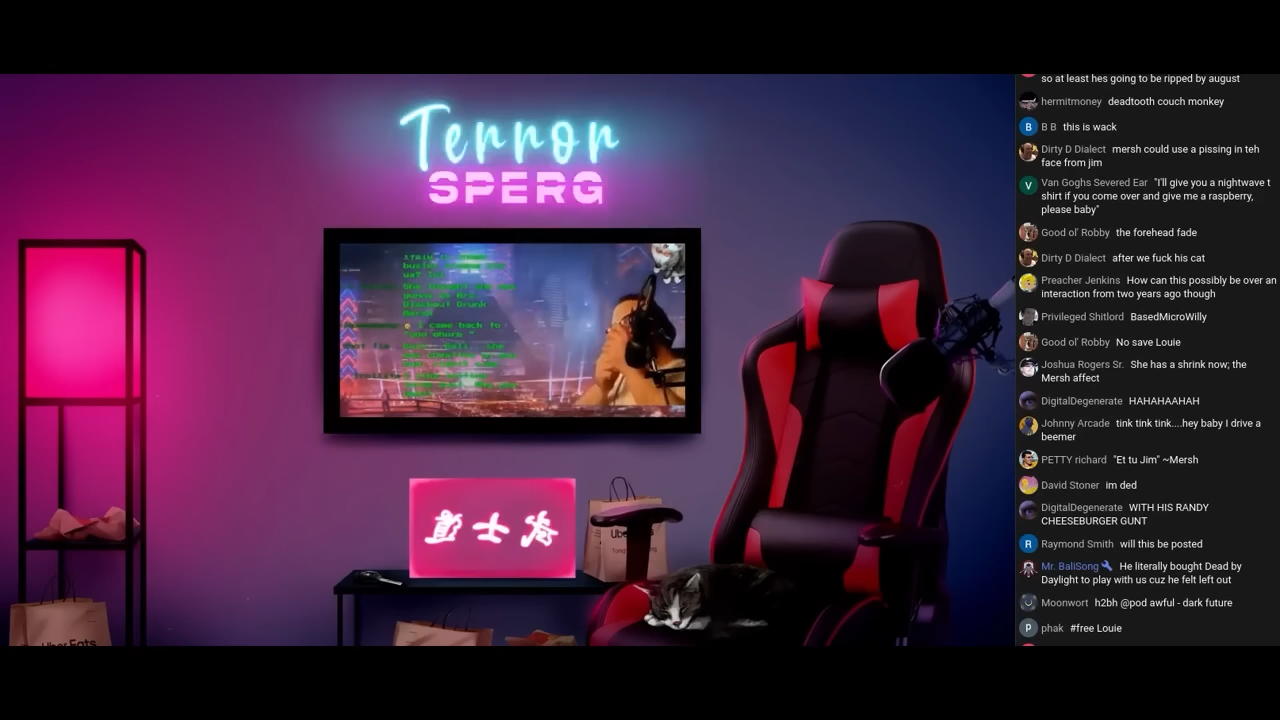 Terror
SPERG
道士友
Uber
Uber Eats
so at least hes going to be ripped by august
hermitmoney deadtooth couch monkey
B B this is wack
Dirty D Dialect mersh could use a pissing in teh
face from jim
Van Goghs Severed Ear "I'll give you a nightwave t
shirt if you come over and give me a raspberry,
please baby"
Good ol' Robby the forehead fade
Dirty D Dialect after we fuck his cat
Preacher Jenkins How can this possibly be over an
interaction from two years ago though
Privileged Shitlord BasedMicroWilly
Good ol' Robby No save Louie
Joshua Rogers Sr. She has a shrink now; the
Mersh affect
DigitalDegenerate HAHAHAAHAH
Johnny Arcade tink tink tink....hey baby I drive a
beemer
PETTY richard "Et tu Jim" ~Mersh
David Stoner im ded
DigitalDegenerate WITH HIS RANDY
CHEESEBURGER GUNT
Raymond Smith will this be posted
Mr. BaliSong He literally bought Dead by
Daylight to play with us cuz he felt left out
Moonwort h2bh @pod awful - dark future
phak #free Louie